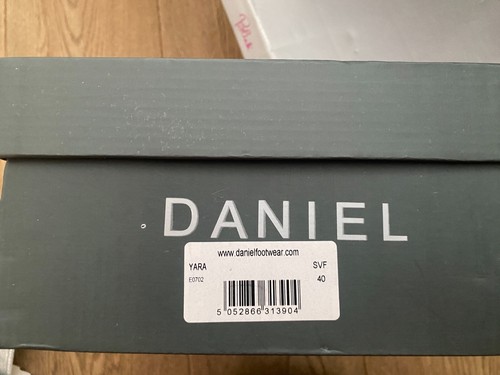 DANIEL
www.danielfootwear.com
YARA SVF
E0702 40
5 052866 313904